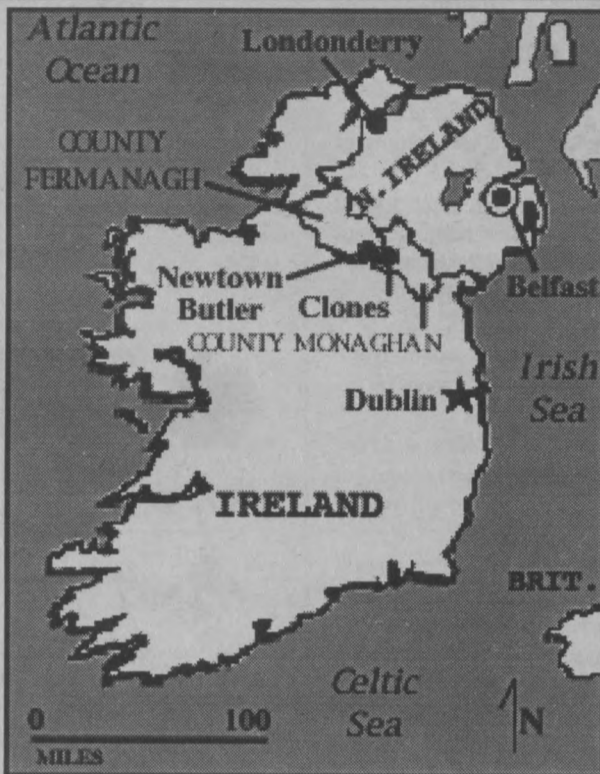 Atlantic
Ocean
Londonderry
COUNTY
FERMANAGH
N. IRELAND
Newtown
Butler
Clones
Belfast
COUNTY MONAGHAN
Irish
Sea
Dublin
IRELAND
BRIT.
Celtic
Sea
0 100
MILES
N